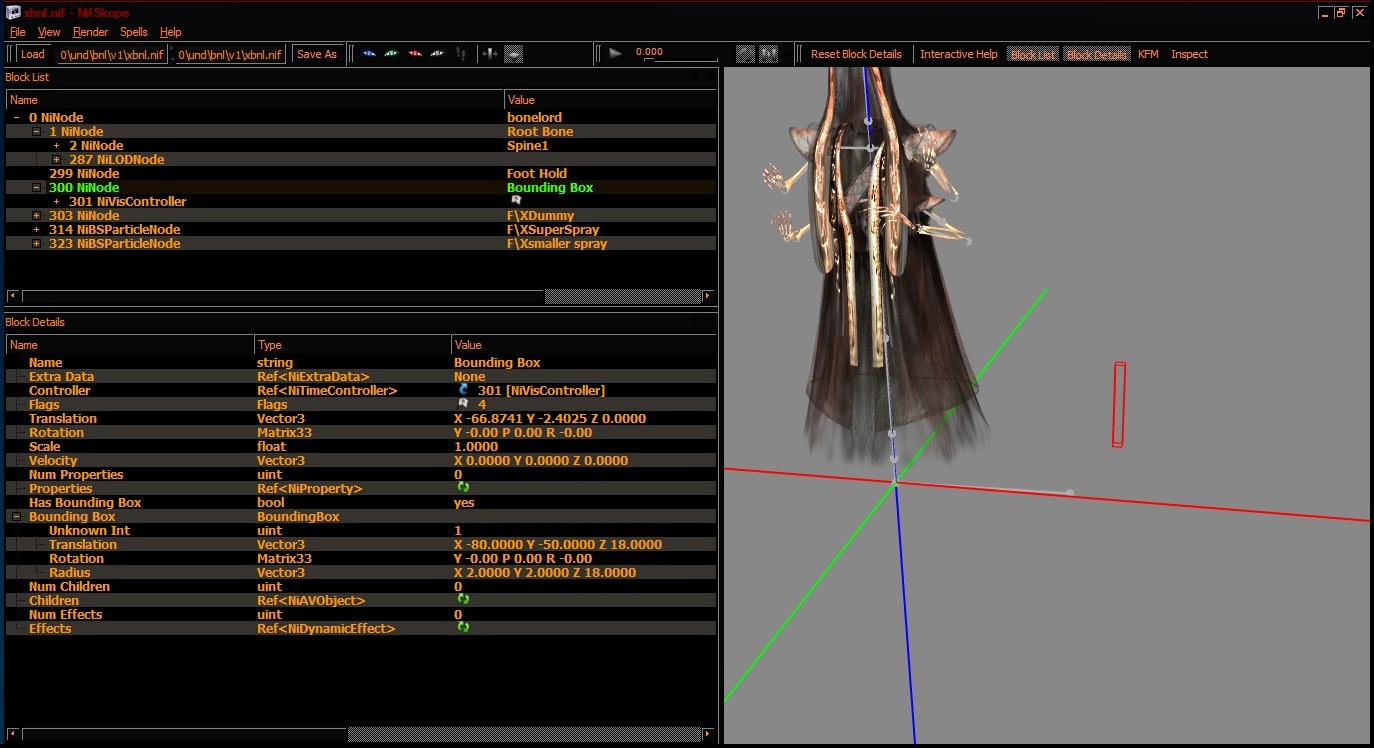 xbnl.nif - NifSkope
File View Render Spells Help
Load 0\und\bnl\v1\xbnl.nif 0\und\bnl\v1\xbnl.nif Save As 0.000 Reset Block Details Interactive Help Block List Block Details KFM Inspect
Block List
Name Value
0 NiNode bonelord
1 NiNode Root Bone
2 NiNode Spine1
287 NiLODNode
299 NiNode Foot Hold
300 NiNode Bounding Box
301 NiVisController
303 NiNode F\XDummy
314 NiBSParticleNode F\XSuperSpray
323 NiBSParticleNode F\Xsmaller spray
Block Details
Name Type Value
Name string Bounding Box
Extra Data Ref<NiExtraData> None
Controller Ref<NiTimeController> 301 [NiVisController]
Flags Flags 4
Translation Vector3 X -66.8741 Y -2.4025 Z 0.0000
Rotation Matrix33 Y -0.00 P 0.00 R -0.00
Scale float 1.0000
Velocity Vector3 X 0.0000 Y 0.0000 Z 0.0000
Num Properties uint 0
Properties Ref<NiProperty>
Has Bounding Box bool yes
Bounding Box BoundingBox
Unknown Int uint 1
Translation Vector3 X -80.0000 Y -50.0000 Z 18.0000
Rotation Matrix33 Y -0.00 P 0.00 R -0.00
Radius Vector3 X 2.0000 Y 2.0000 Z 18.0000
Num Children uint 0
Children Ref<NiAVObject>
Num Effects uint 0
Effects Ref<NiDynamicEffect>